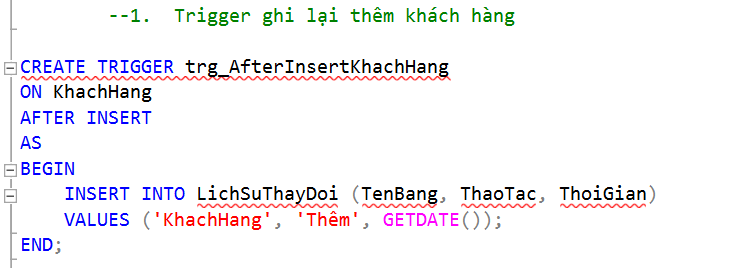 --1. Trigger ghi lại thêm khách hàng
CREATE TRIGGER trg_AfterInsertKhachHang
ON KhachHang
AFTER INSERT
AS
BEGIN
INSERT INTO LichSuThayDoi (TenBang, ThaoTac, ThoiGian)
VALUES ('KhachHang', 'Thêm', GETDATE());
END;